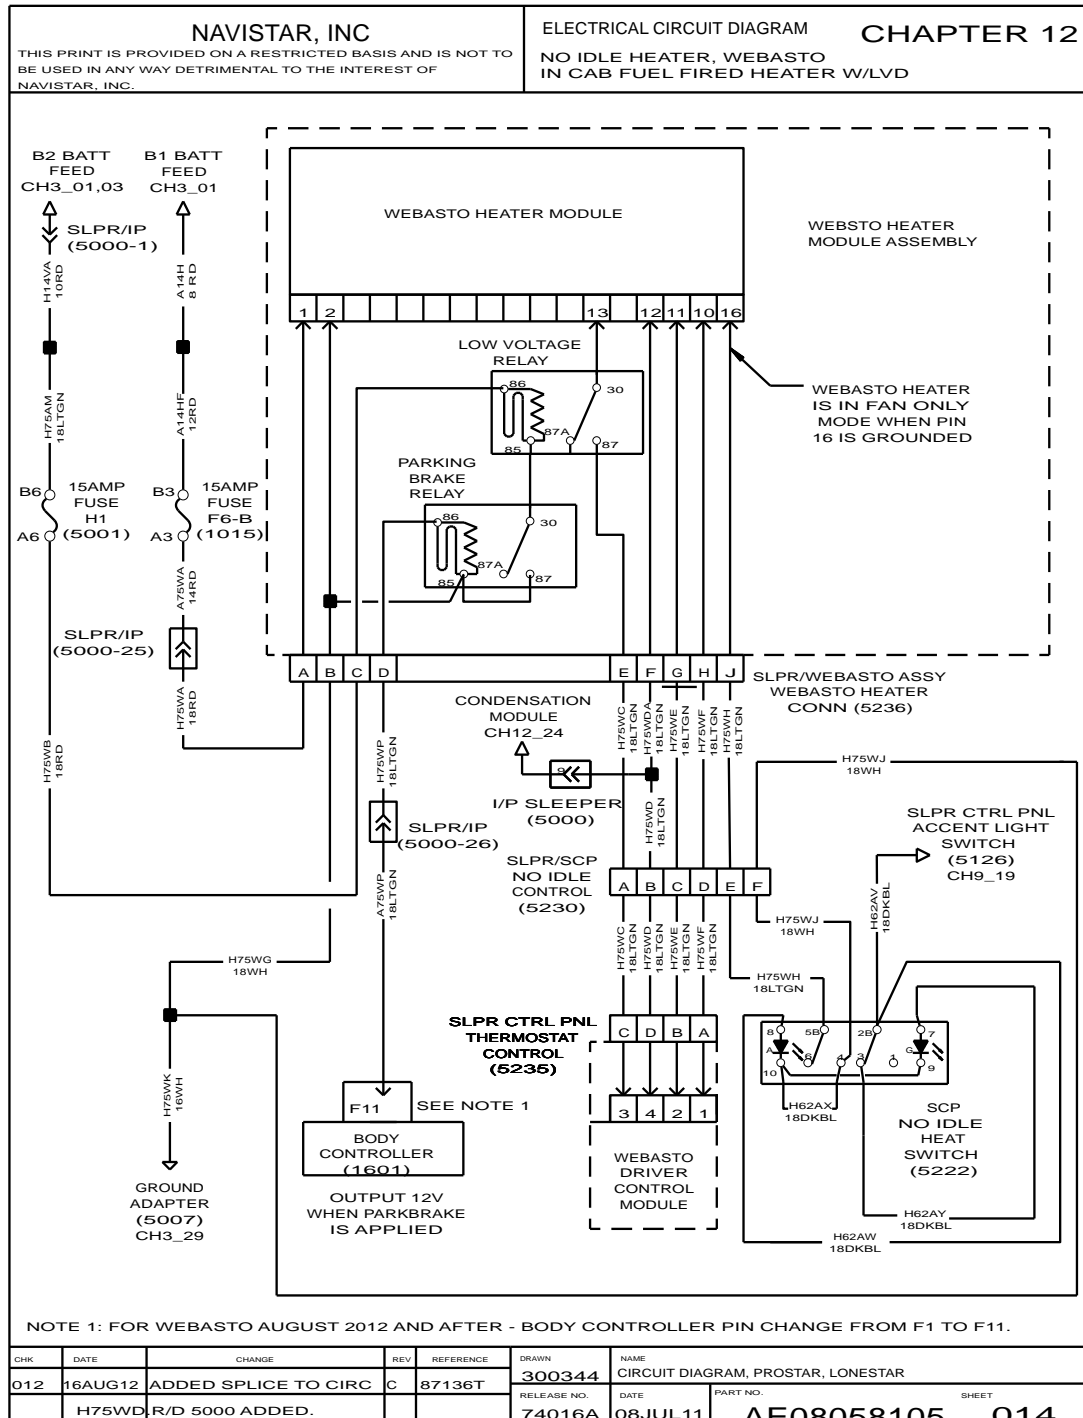 NAVISTAR, INC
THIS PRINT IS PROVIDED ON A RESTRICTED BASIS AND IS NOT TO
BE USED IN ANY WAY DETRIMENTAL TO THE INTEREST OF
NAVISTAR, INC.
ELECTRICAL CIRCUIT DIAGRAM
CHAPTER 12
NO IDLE HEATER, WEBASTO
IN CAB FUEL FIRED HEATER W/LVD
B2 BATT
FEED
CH3_01,03
B1 BATT
FEED
CH3_01
SLPR/IP
(5000-1)
H14VA
10RD
A14H
8 RD
H75AM
18LTGN
A14HF
12RD
B6
15AMP
FUSE
H1
(5001)
A6
B3
15AMP
FUSE
F6-B
(1015)
A3
A75WA
14RD
SLPR/IP
(5000-25)
H75WA
18RD
H75WB
18RD
WEBASTO HEATER MODULE
WEBSTO HEATER
MODULE ASSEMBLY
1 2 13 12 11 10 16
LOW VOLTAGE
RELAY
86
30
87A
87
85
WEBASTO HEATER
IS IN FAN ONLY
MODE WHEN PIN
16 IS GROUNDED
PARKING
BRAKE
RELAY
86
30
87A
87
85
A B C D E F G H J
SLPR/WEBASTO ASSY
WEBASTO HEATER
CONN (5236)
CONDENSATION
MODULE
CH12_24
H75WC
18LTGN
H75WDA
18LTGN
H75WE
18LTGN
H75WF
18LTGN
H75WH
18LTGN
H75WP
18LTGN
9
I/P SLEEPER
(5000)
H75WD
18LTGN
H75WJ
18WH
SLPR/IP
(5000-26)
A75WP
18LTGN
SLPR/SCP
NO IDLE
CONTROL
(5230)
A B C D E F
SLPR CTRL PNL
ACCENT LIGHT
SWITCH
(5126)
CH9_19
H62AV
18DKBL
H75WJ
18WH
H75WH
18LTGN
H75WC
18LTGN
H75WD
18LTGN
H75WE
18LTGN
H75WF
18LTGN
H75WG
18WH
H75WK
16WH
SLPR CTRL PNL
THERMOSTAT
CONTROL
(5235)
C D B A
3 4 2 1
WEBASTO
DRIVER
CONTROL
MODULE
8 5B 2B 7
A 6 4 3 1 G
10 9
H62AX
18DKBL
SCP
NO IDLE
HEAT
SWITCH
(5222)
H62AY
18DKBL
H62AW
18DKBL
F11
SEE NOTE 1
BODY
CONTROLLER
(1601)
OUTPUT 12V
WHEN PARKBRAKE
IS APPLIED
GROUND
ADAPTER
(5007)
CH3_29
NOTE 1: FOR WEBASTO AUGUST 2012 AND AFTER - BODY CONTROLLER PIN CHANGE FROM F1 TO F11.
CHK DATE CHANGE REV REFERENCE
012 16AUG12 ADDED SPLICE TO CIRC C 87136T
H75WD,R/D 5000 ADDED.
DRAWN
300344
NAME
CIRCUIT DIAGRAM, PROSTAR, LONESTAR
RELEASE NO.
74016A
DATE
08JUL11
PART NO.
AE08058105
SHEET
014